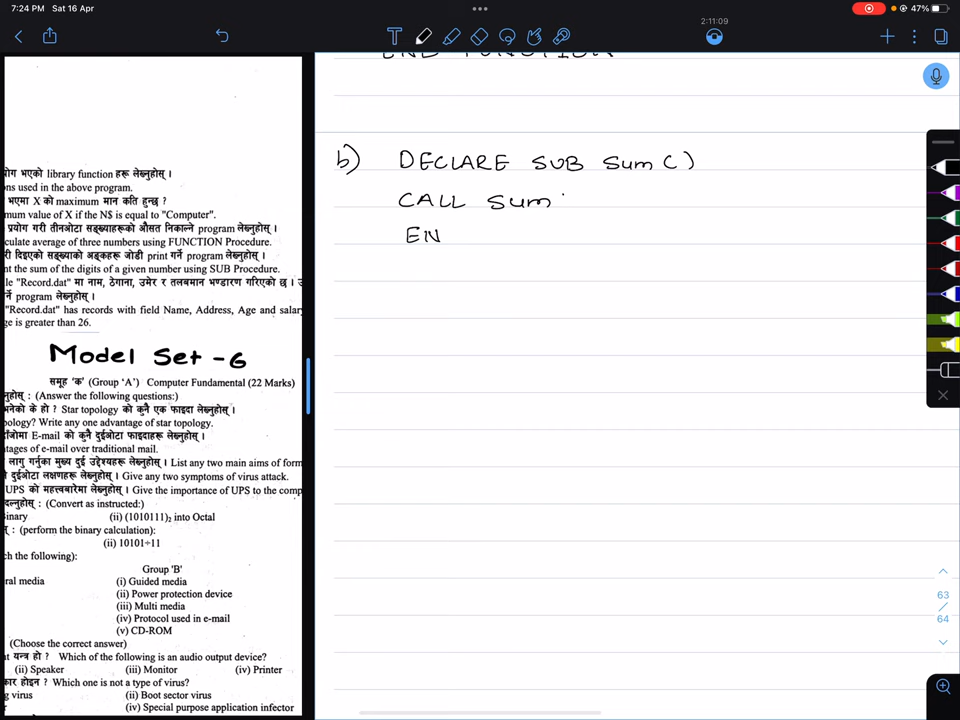 7:24 PM Sat 16 Apr
47%
2:11:09
योग भएको library function हरू लेख्नुहोस् ।
ns used in the above program.
भएमा X को maximum मान कति हुन्छ ?
mum value of X if the N$ is equal to "Computer".
प्रयोग गरी तीनओटा सङ्ख्याहरूको औसत निकाल्ने program लेख्नुहोस् ।
culate average of three numbers using FUNCTION Procedure.
री दिइएको सङ्ख्याको अङ्कहरू जोडी print गर्ने program लेख्नुहोस् ।
nt the sum of the digits of a given number using SUB Procedure.
le "Record.dat" मा नाम, ठेगाना, उमेर र तलबमान भण्डारण गरिएको छ ।
र्ने program लेख्नुहोस् ।
"Record.dat" has records with field Name, Address, Age and salar
ge is greater than 26.
Model Set - 6
समूह 'क' (Group 'A') Computer Fundamental (22 Marks)
नुहोस् : (Answer the following questions:)
भनेको के हो ? Star topology को कुनै एक फाइदा लेख्नुहोस् ।
pology? Write any one advantage of star topology.
दाँजोमा E-mail को कुनै दुईओटा फाइदाहरू लेख्नुहोस् ।
ntages of e-mail over traditional mail.
लागु गर्नुका मुख्य दुई उद्देश्यहरू लेख्नुहोस् । List any two main aims of form
दुईओटा लक्षणहरू लेख्नुहोस् । Give any two symptoms of virus attack.
UPS को महत्त्वबारेमा लेख्नुहोस् । Give the importance of UPS to the comp
दल्नुहोस् : (Convert as instructed:)
Binary (ii) (1010111)₂ into Octal
स् : (perform the binary calculation):
(ii) 10101÷11
ch the following):
Group 'B'
ral media (i) Guided media
(ii) Power protection device
(iii) Multi media
(iv) Protocol used in e-mail
(v) CD-ROM
(Choose the correct answer)
यन्त्र हो ? Which of the following is an audio output device?
(ii) Speaker (iii) Monitor (iv) Printer
कार होइन ? Which one is not a type of virus?
g virus (ii) Boot sector virus
r (iv) Special purpose application infector
END FUNCTION
b) DECLARE SUB Sum ( )
CALL Sum
EN
63
/
64